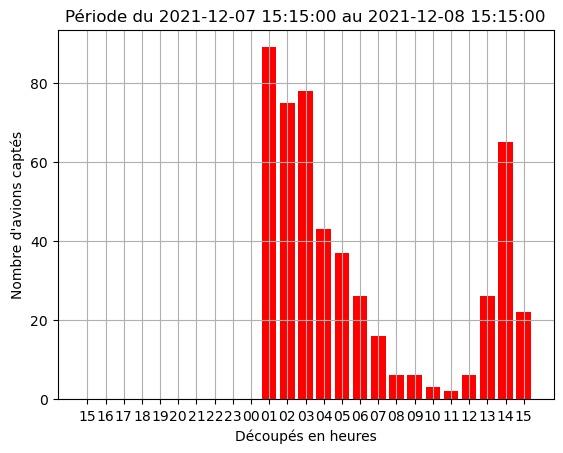 Période du 2021-12-07 15:15:00 au 2021-12-08 15:15:00
Nombre d'avions captés
80
60
40
20
0
15 16 17 18 19 20 21 22 23 00 01 02 03 04 05 06 07 08 09 10 11 12 13 14 15
Découpés en heures